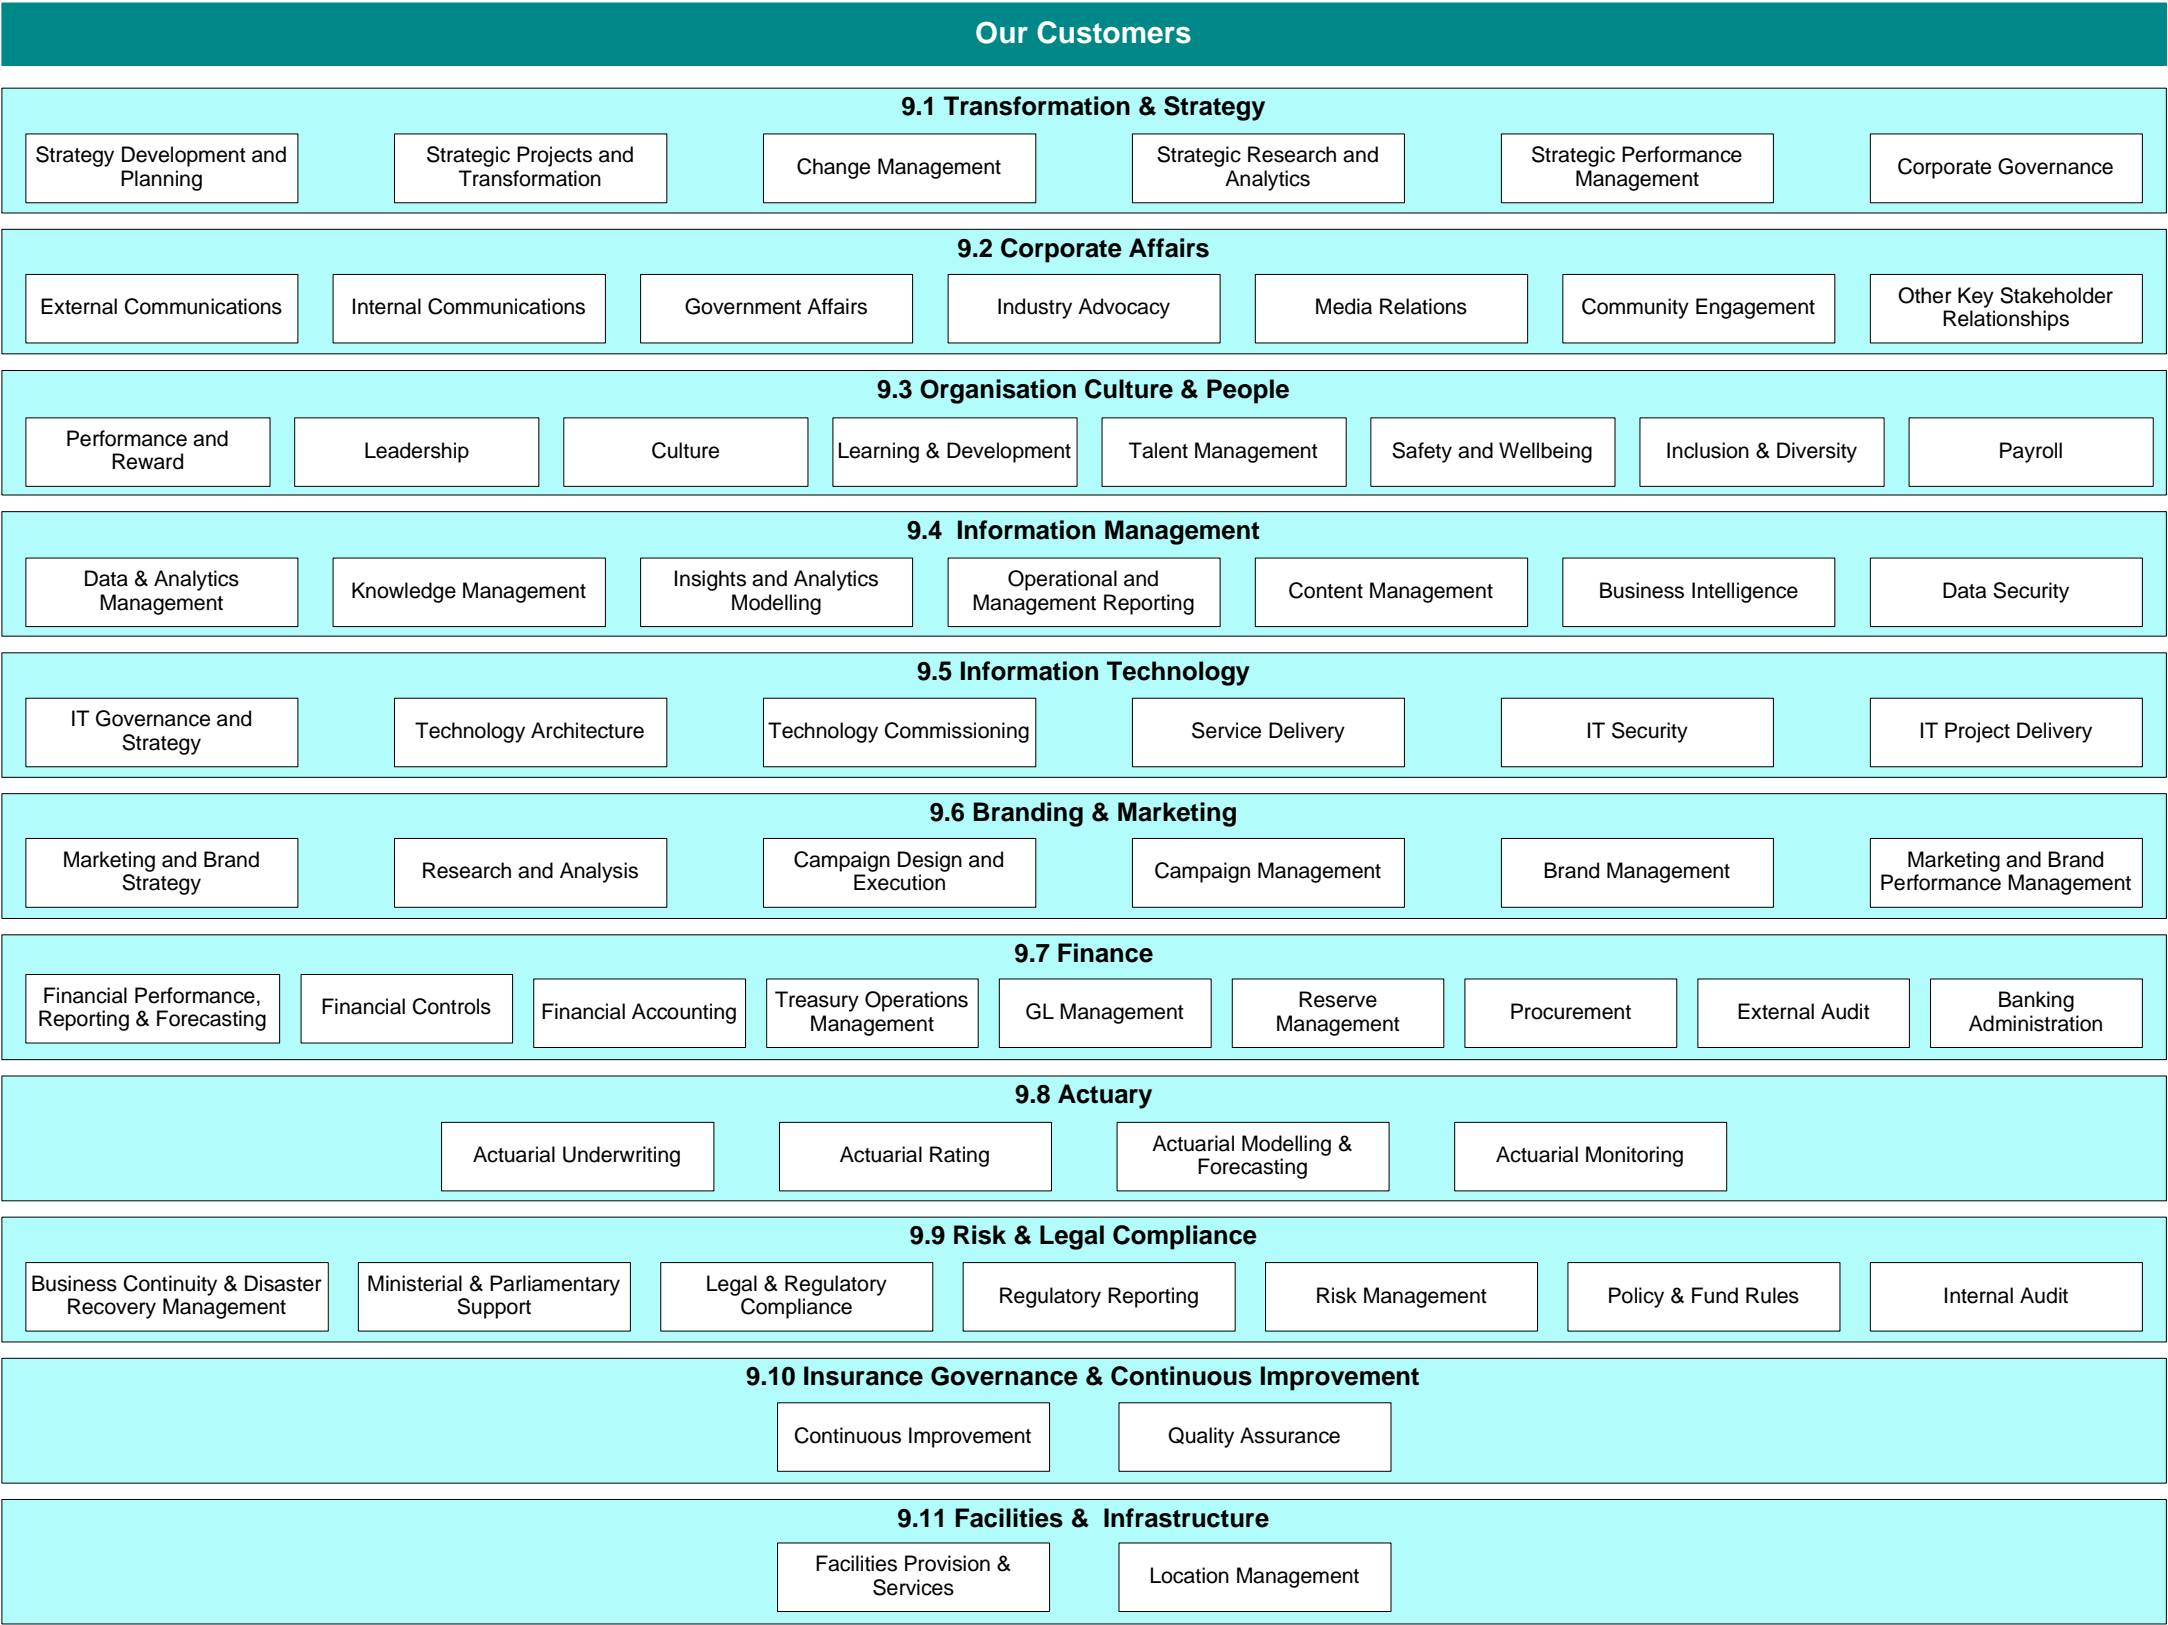 Our Customers
9.1 Transformation & Strategy
Strategy Development and
Planning
Strategic Projects and
Transformation
Change Management
Strategic Research and
Analytics
Strategic Performance
Management
Corporate Governance
9.2 Corporate Affairs
External Communications
Internal Communications
Government Affairs
Industry Advocacy
Media Relations
Community Engagement
Other Key Stakeholder
Relationships
9.3 Organisation Culture & People
Performance and
Reward
Leadership
Culture
Learning & Development
Talent Management
Safety and Wellbeing
Inclusion & Diversity
Payroll
9.4  Information Management
Data & Analytics
Management
Knowledge Management
Insights and Analytics
Modelling
Operational and
Management Reporting
Content Management
Business Intelligence
Data Security
9.5 Information Technology
IT Governance and
Strategy
Technology Architecture
Technology Commissioning
Service Delivery
IT Security
IT Project Delivery
9.6 Branding & Marketing
Marketing and Brand
Strategy
Research and Analysis
Campaign Design and
Execution
Campaign Management
Brand Management
Marketing and Brand
Performance Management
9.7 Finance
Financial Performance,
Reporting & Forecasting
Financial Controls
Financial Accounting
Treasury Operations
Management
GL Management
Reserve
Management
Procurement
External Audit
Banking
Administration
9.8 Actuary
Actuarial Underwriting
Actuarial Rating
Actuarial Modelling &
Forecasting
Actuarial Monitoring
9.9 Risk & Legal Compliance
Business Continuity & Disaster
Recovery Management
Ministerial & Parliamentary
Support
Legal & Regulatory
Compliance
Regulatory Reporting
Risk Management
Policy & Fund Rules
Internal Audit
9.10 Insurance Governance & Continuous Improvement
Continuous Improvement
Quality Assurance
9.11 Facilities &  Infrastructure
Facilities Provision &
Services
Location Management